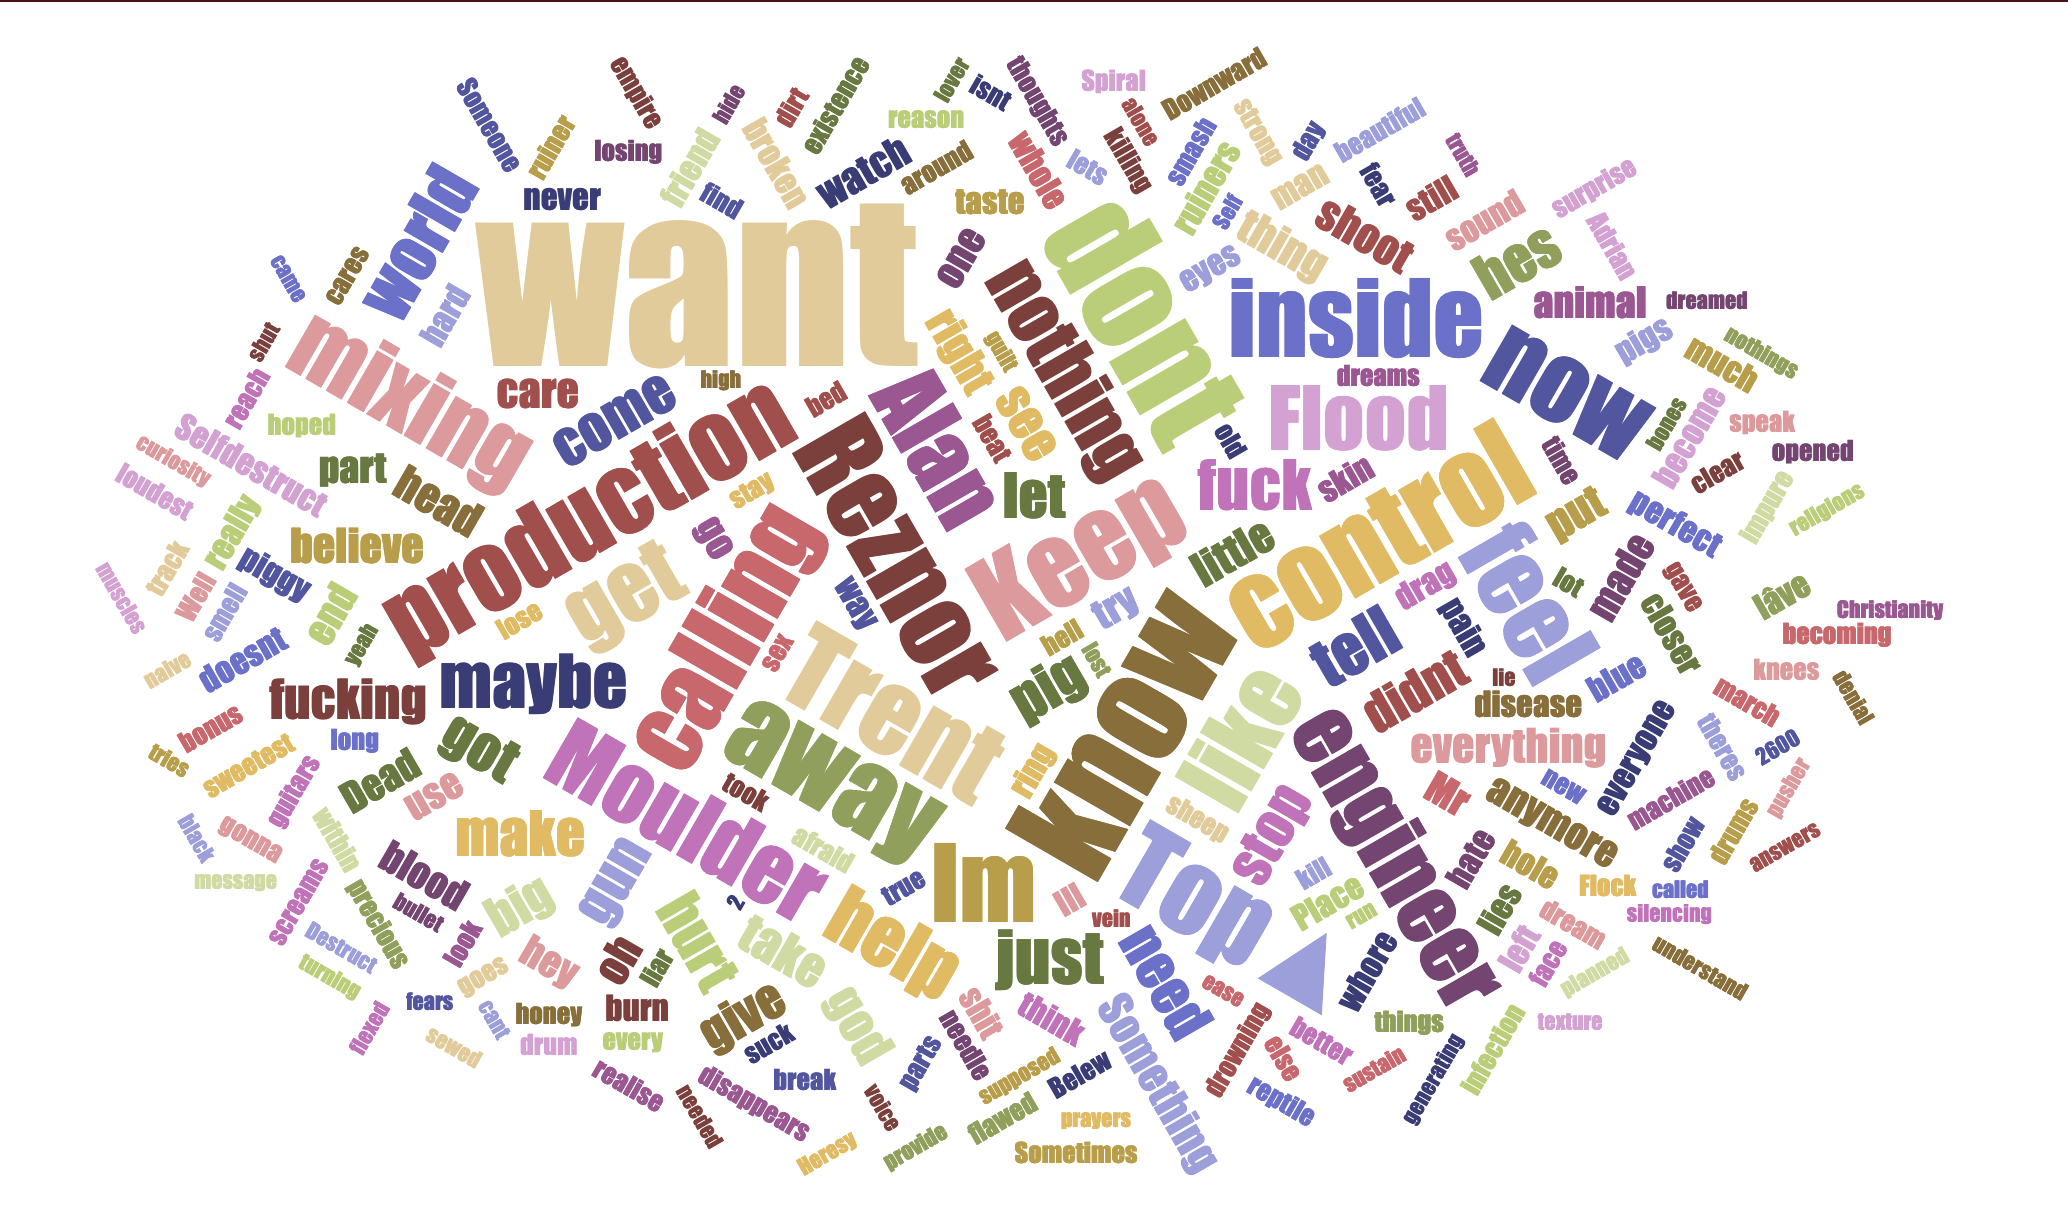 Someone
empire
hide
dirt
existence
lover
isnt
thoughts
Spiral
Downward
ruiner
losing
friend
broken
reason
alone
smash
strong
day
beautiful
truth
never
find
watch
around
whole
lets
killing
ruiners
self
man
fear
still
surprise
world
want
taste
one
dont
eyes
thing
shoot
sound
Adrian
came
cares
hard
nothing
inside
hes
animal
dreamed
shut
mixing
care
high
right
guilt
dreams
now
pigs
much
nothings
reach
come
bed
Alan
see
Flood
bones
become
speak
hoped
production
Reznor
beat
old
time
clear
opened
Selfdestruct
curiosity
loudest
part
head
stay
let
fuck
skin
control
put
perfect
Impure
religions
really
believe
go
calling
Keep
little
feel
made
track
muscles
Well
smell
piggy
end
yeah
lose
get
way
try
drag
pain
lot
gave
closer
lâve
Christianity
becoming
naive
doesnt
sex
Trent
hell
lost
know
tell
lie
blue
knees
fucking
maybe
pig
like
didnt
disease
march
denial
bonus
long
got
Moulder
away
ring
engineer
everything
everyone
theres
2600
tries
sweetest
guitars
Dead
use
took
sheep
stop
Mr
anymore
new
machine
pusher
black
gonna
within
make
afraid
Top
kill
hate
hole
show
drums
answers
message
blood
gun
2
true
Im
Ill
vein
Place
run
lies
Flock
called
silencing
screams
precious
bullet
big
hurt
take
help
just
need
whore
dream
left
face
understand
Destruct
look
hey
oh
liar
planned
turning
goes
give
god
shit
think
ease
things
texture
flexed
fears
cant
honey
burn
suck
needle
something
drowning
better
Infection
sewed
drum
every
parts
supposed
Belew
else
sustain
generating
realise
disappears
break
voice
reptile
needed
Heresy
provide
flawed
prayers
Sometimes